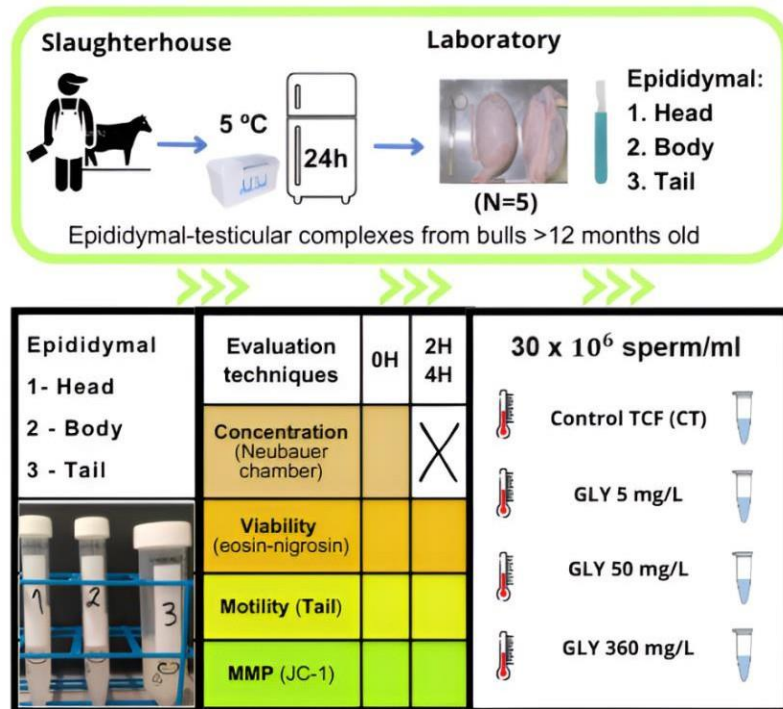 Slaughterhouse
Laboratory
5 ºC
24h
(N=5)
Epididymal:
1. Head
2. Body
3. Tail
Epididymal-testicular complexes from bulls >12 months old
Epididymal
1- Head
2 - Body
3 - Tail
1
2
3
Evaluation
techniques
0H
2H
4H
Concentration
(Neubauer
chamber)
Viability
(eosin-nigrosin)
Motility (Tail)
MMP (JC-1)
30 x 10⁶ sperm/ml
Control TCF (CT)
GLY 5 mg/L
GLY 50 mg/L
GLY 360 mg/L